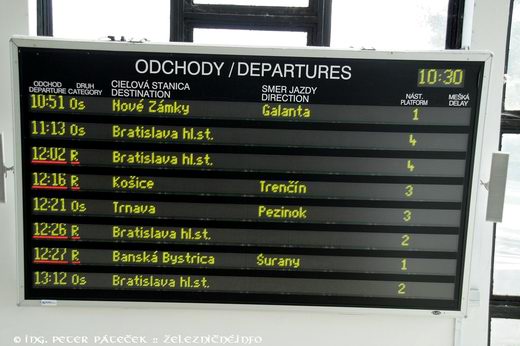 ODCHODY / DEPARTURES 10:30
ODCHOD DRUH CIEĽOVÁ STANICA SMER JAZDY NÁST. MEŠKÁ
DEPARTURE CATEGORY DESTINATION DIRECTION PLATFORM DELAY
10:51 Os Nové Zámky Galanta 1
11:13 Os Bratislava hl.st. 4
12:02 R Bratislava hl.st. 4
12:16 R Košice Trenčín 3
12:21 Os Trnava Pezinok 3
12:26 R Bratislava hl.st. 2
12:27 R Banská Bystrica Šurany 1
13:12 Os Bratislava hl.st. 2
© Ing. Peter Páteček :: Železničné.info